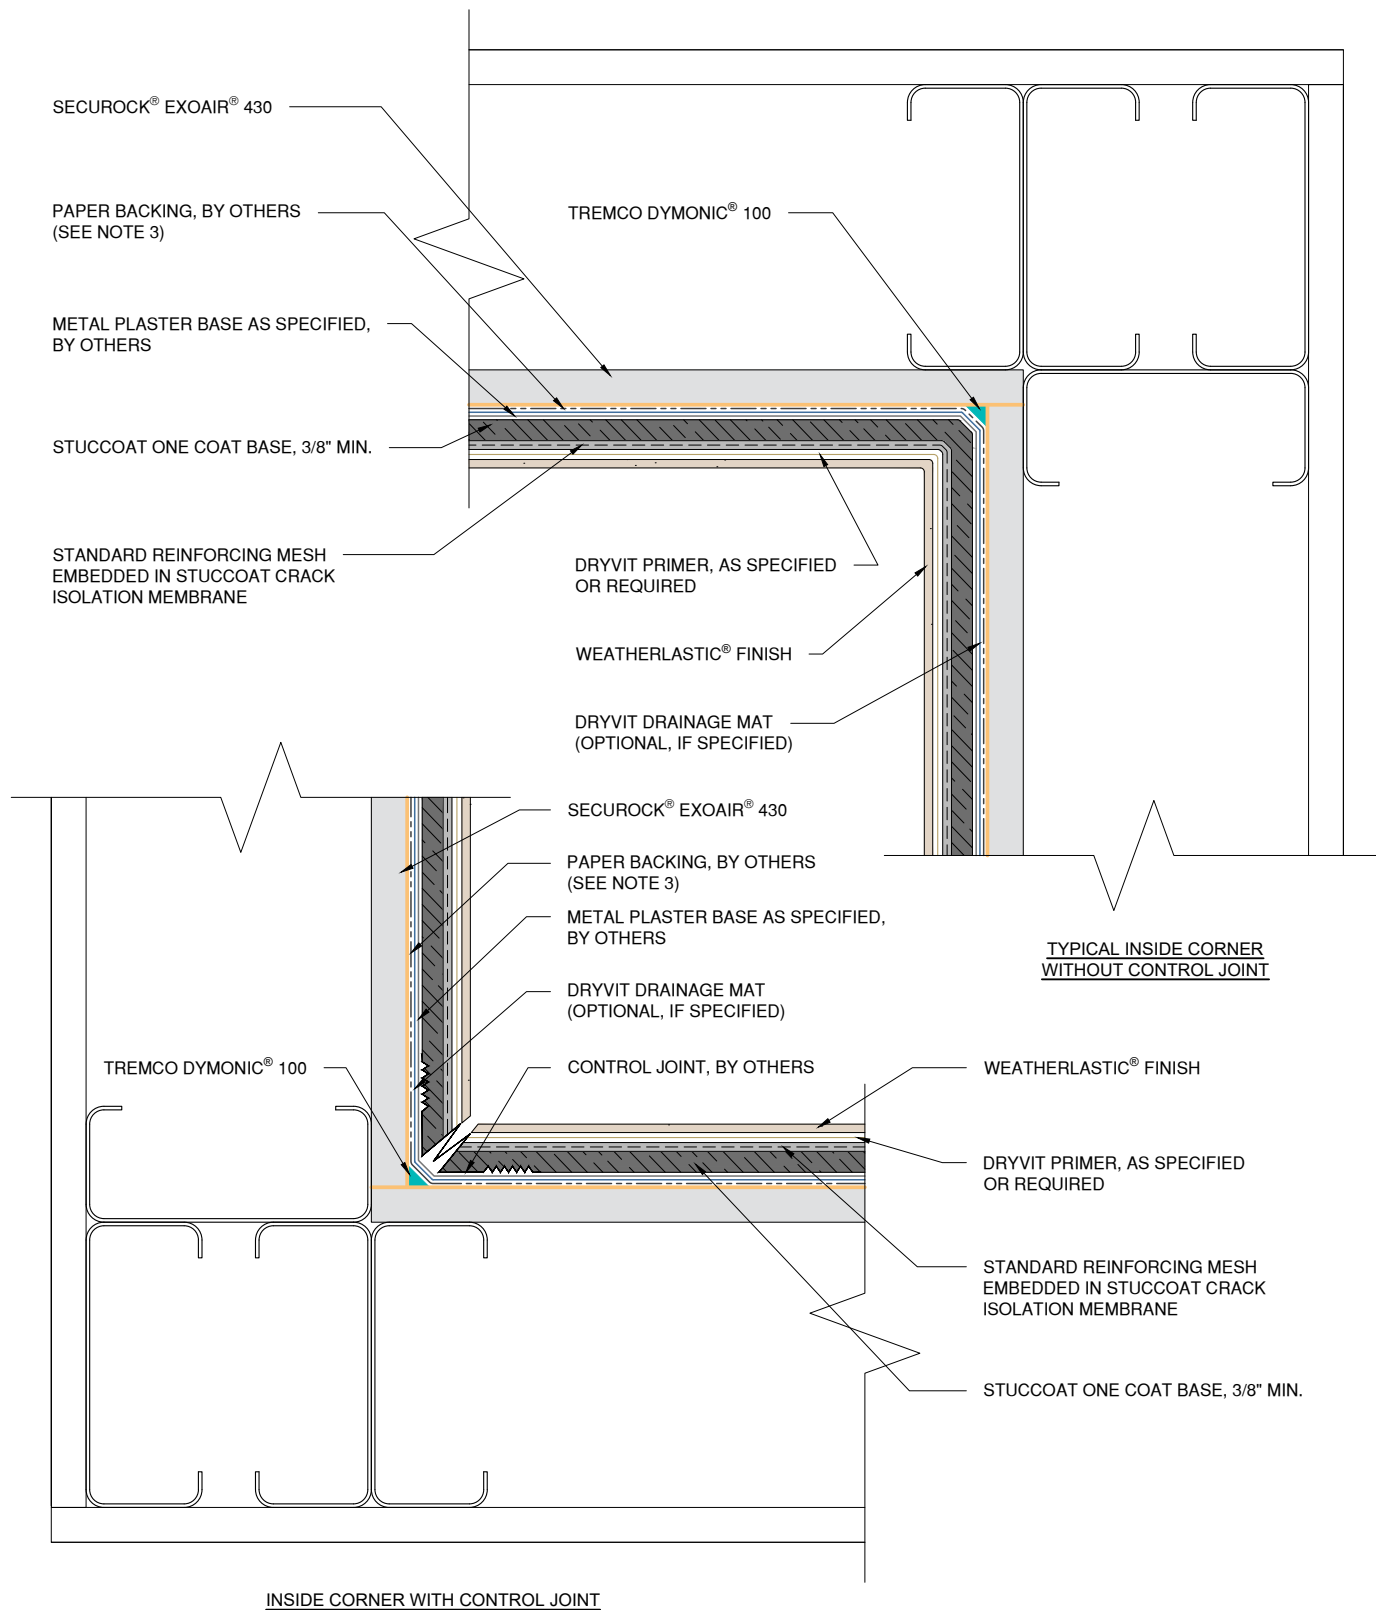 SECUROCK® EXOAIR® 430
PAPER BACKING, BY OTHERS
(SEE NOTE 3)
TREMCO DYMONIC® 100
METAL PLASTER BASE AS SPECIFIED,
BY OTHERS
STUCCOAT ONE COAT BASE, 3/8" MIN.
STANDARD REINFORCING MESH
EMBEDDED IN STUCCOAT CRACK
ISOLATION MEMBRANE
DRYVIT PRIMER, AS SPECIFIED
OR REQUIRED
WEATHERLASTIC® FINISH
DRYVIT DRAINAGE MAT
(OPTIONAL, IF SPECIFIED)
TYPICAL INSIDE CORNER
WITHOUT CONTROL JOINT
SECUROCK® EXOAIR® 430
PAPER BACKING, BY OTHERS
(SEE NOTE 3)
METAL PLASTER BASE AS SPECIFIED,
BY OTHERS
DRYVIT DRAINAGE MAT
(OPTIONAL, IF SPECIFIED)
TREMCO DYMONIC® 100
CONTROL JOINT, BY OTHERS
WEATHERLASTIC® FINISH
DRYVIT PRIMER, AS SPECIFIED
OR REQUIRED
STANDARD REINFORCING MESH
EMBEDDED IN STUCCOAT CRACK
ISOLATION MEMBRANE
STUCCOAT ONE COAT BASE, 3/8" MIN.
INSIDE CORNER WITH CONTROL JOINT